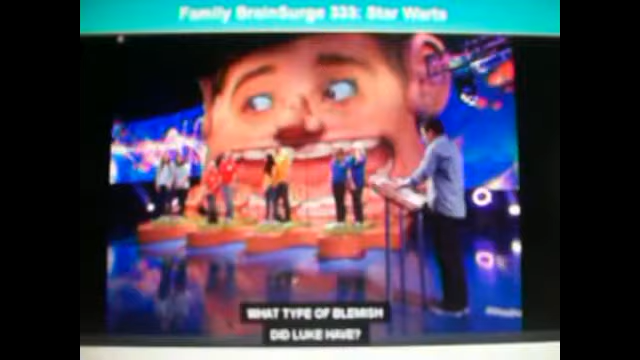 Family BrainSurge 333: Star Warts
WHAT TYPE OF BLEMISH
DID LUKE HAVE?